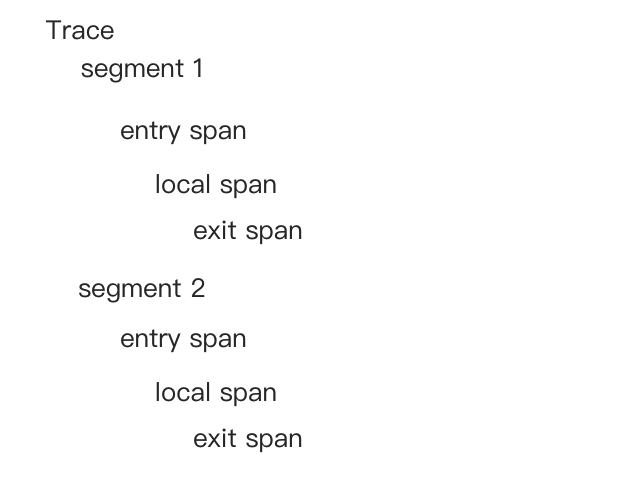 Trace
segment 1
entry span
local span
exit span
segment 2
entry span
local span
exit span